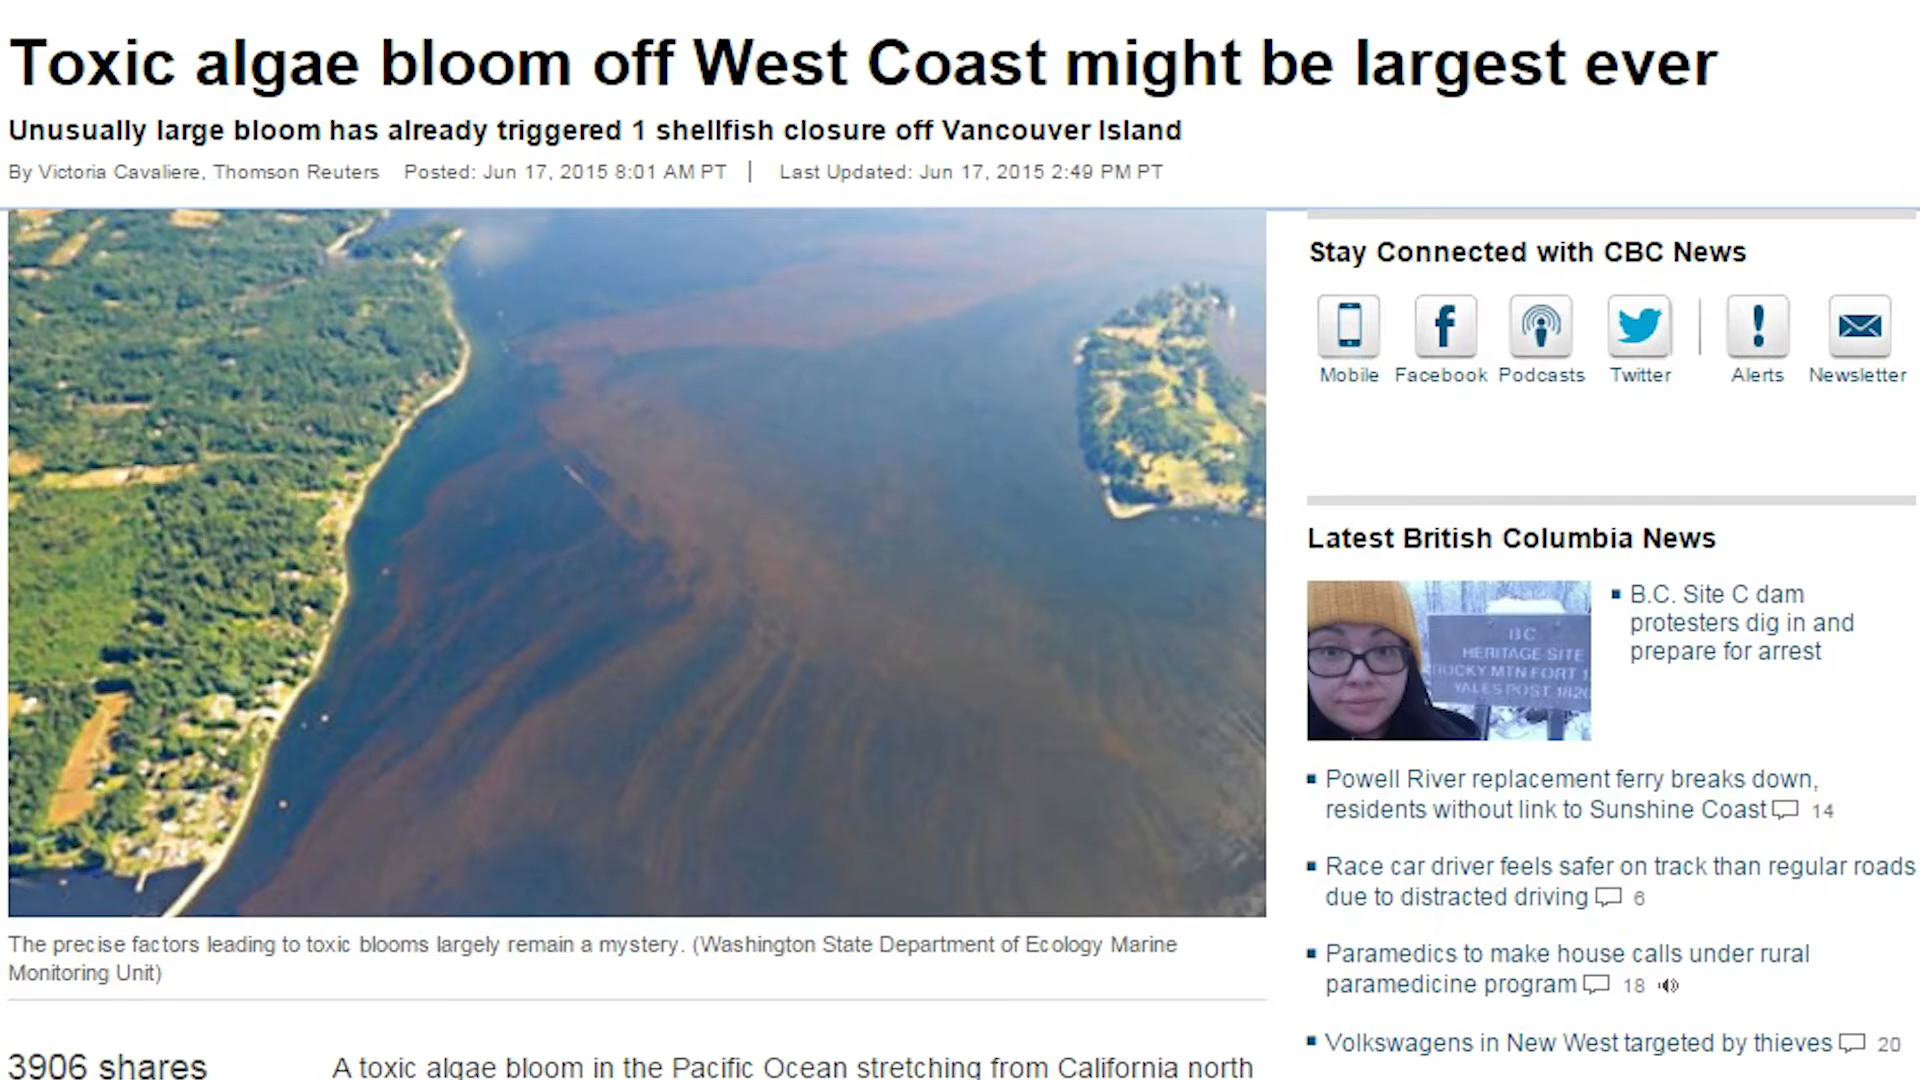 Toxic algae bloom off West Coast might be largest ever
Unusually large bloom has already triggered 1 shellfish closure off Vancouver Island
By Victoria Cavaliere, Thomson Reuters Posted: Jun 17, 2015 8:01 AM PT | Last Updated: Jun 17, 2015 2:49 PM PT
The precise factors leading to toxic blooms largely remain a mystery. (Washington State Department of Ecology Marine
Monitoring Unit)
3906 shares
A toxic algae bloom in the Pacific Ocean stretching from California north
Stay Connected with CBC News
Mobile Facebook Podcasts Twitter Alerts Newsletter
Latest British Columbia News
BC
HERITAGE SITE
ROCKY MTN FORT
YALES POST
B.C. Site C dam
protesters dig in and
prepare for arrest
Powell River replacement ferry breaks down,
residents without link to Sunshine Coast 14
Race car driver feels safer on track than regular roads
due to distracted driving 6
Paramedics to make house calls under rural
paramedicine program 18
Volkswagens in New West targeted by thieves 20